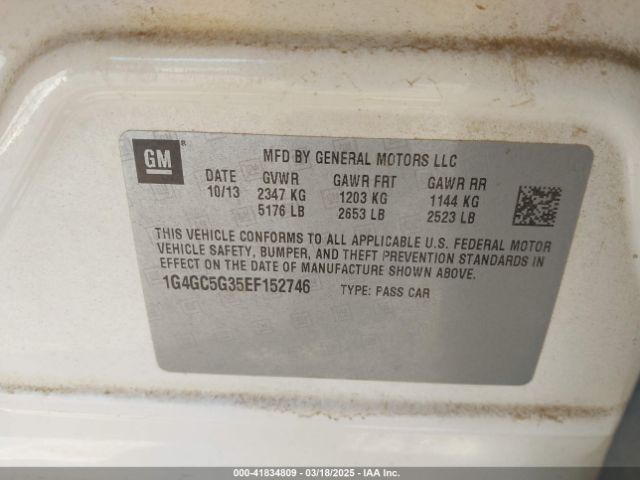 GM®
MFD BY GENERAL MOTORS LLC
DATE GVWR GAWR FRT GAWR RR
10/13 2347 KG 1203 KG 1144 KG
5176 LB 2653 LB 2523 LB
THIS VEHICLE CONFORMS TO ALL APPLICABLE U.S. FEDERAL MOTOR
VEHICLE SAFETY, BUMPER, AND THEFT PREVENTION STANDARDS IN
EFFECT ON THE DATE OF MANUFACTURE SHOWN ABOVE.
1G4GC5G35EF152746 TYPE: PASS CAR
000-41834809 - 03/18/2025 - IAAI.COM